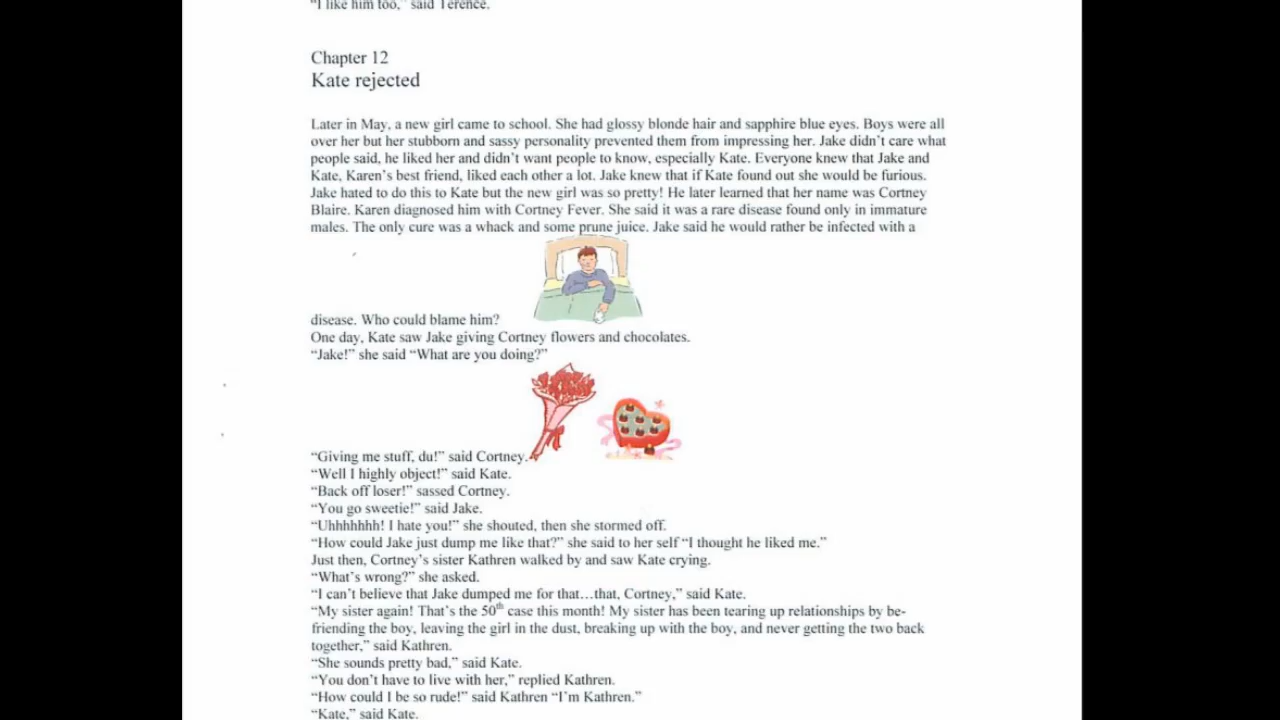 "I like him too," said Terence.
Chapter 12
Kate rejected
Later in May, a new girl came to school. She had glossy blonde hair and sapphire blue eyes. Boys were all
over her but her stubborn and sassy personality prevented them from impressing her. Jake didn't care what
people said, he liked her and didn't want people to know, especially Kate. Everyone knew that Jake and
Kate, Karen's best friend, liked each other a lot. Jake knew that if Kate found out she would be furious.
Jake hated to do this to Kate but the new girl was so pretty! He later learned that her name was Cortney
Blaire. Karen diagnosed him with Cortney Fever. She said it was a rare disease found only in immature
males. The only cure was a whack and some prune juice. Jake said he would rather be infected with a
disease. Who could blame him?
One day, Kate saw Jake giving Cortney flowers and chocolates.
"Jake!" she said "What are you doing?"
"Giving me stuff, du!" said Cortney.
"Well I highly object!" said Kate.
"Back off loser!" sassed Cortney.
"You go sweetie!" said Jake.
"Uhhhhhhh! I hate you!" she shouted, then she stormed off.
"How could Jake just dump me like that?" she said to her self "I thought he liked me."
Just then, Cortney's sister Kathren walked by and saw Kate crying.
"What's wrong?" she asked.
"I can't believe that Jake dumped me for that…that, Cortney," said Kate.
"My sister again! That's the 50th case this month! My sister has been tearing up relationships by be-
friending the boy, leaving the girl in the dust, breaking up with the boy, and never getting the two back
together," said Kathren.
"She sounds pretty bad," said Kate.
"You don't have to live with her," replied Kathren.
"How could I be so rude!" said Kathren "I'm Kathren."
"Kate," said Kate.